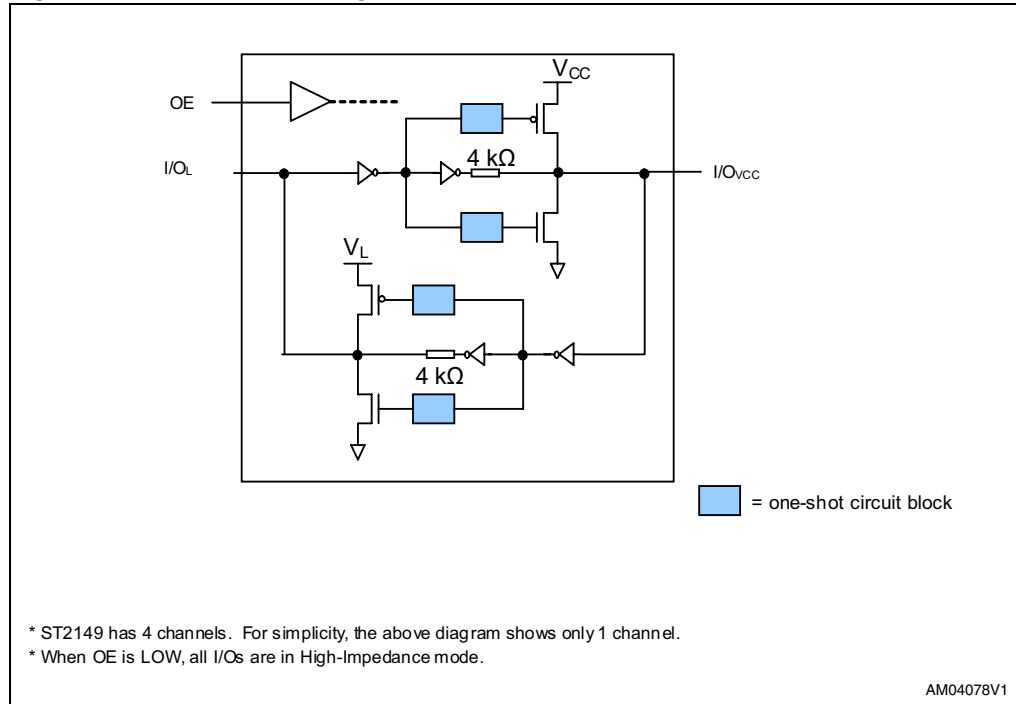 VCC
OE
4 kΩ
I/OL
I/OVCC
VL
4 kΩ
= one-shot circuit block
* ST2149 has 4 channels. For simplicity, the above diagram shows only 1 channel.
* When OE is LOW, all I/Os are in High-Impedance mode.
AM04078V1